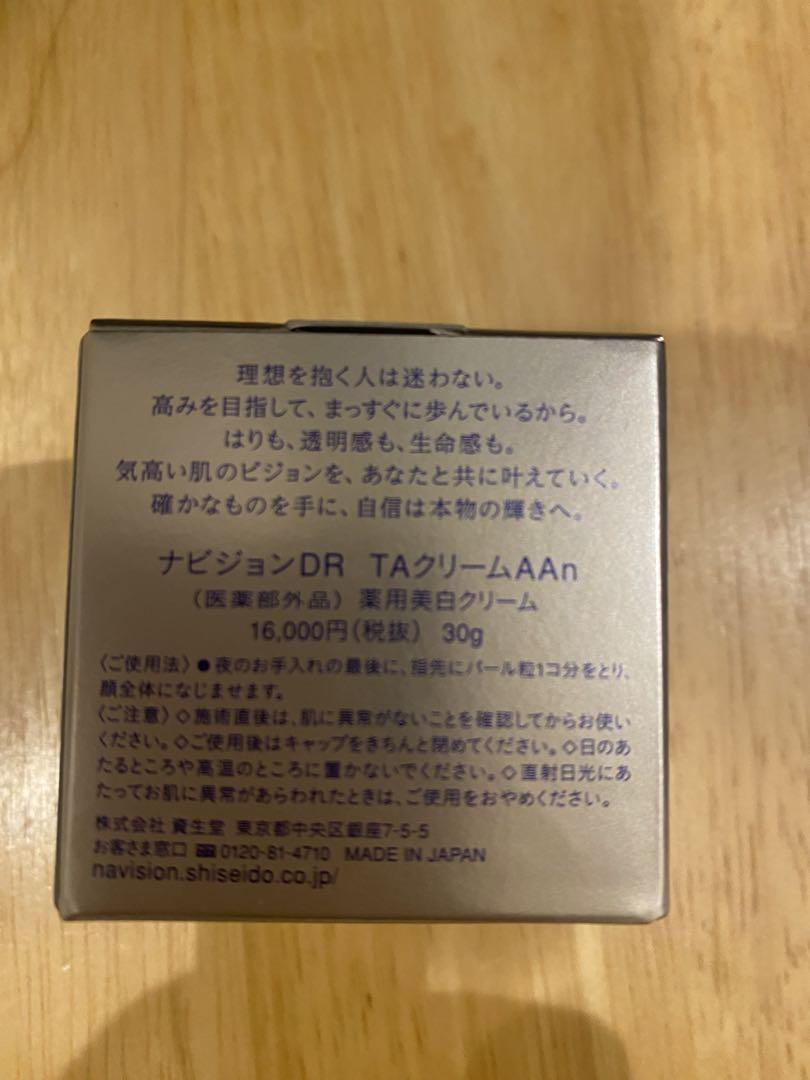 理想を抱く人は迷わない。
高みを目指して、まっすぐに歩んでいるから。
はりも、透明感も、生命感も。
気高い肌のビジョンを、あなたと共に叶えていく。
確かなものを手に、自信は本物の輝きへ。
ナビジョンDR TAクリームAAn
（医薬部外品）薬用美白クリーム
16,000円（税抜） 30g
〈ご使用法〉●夜のお手入れの最後に、指先にパール粒1コ分をとり、
顔全体になじませます。
〈ご注意〉◇施術直後は、肌に異常がないことを確認してからお使い
ください。◇ご使用後はキャップをきちんと閉めてください。◇日のあ
たるところや高温のところに置かないでください。◇直射日光にあ
たってお肌に異常があらわれたときは、ご使用をおやめください。
株式会社 資生堂 東京都中央区銀座7-5-5
お客さま窓口 0120-81-4710 MADE IN JAPAN
navision.shiseido.co.jp/